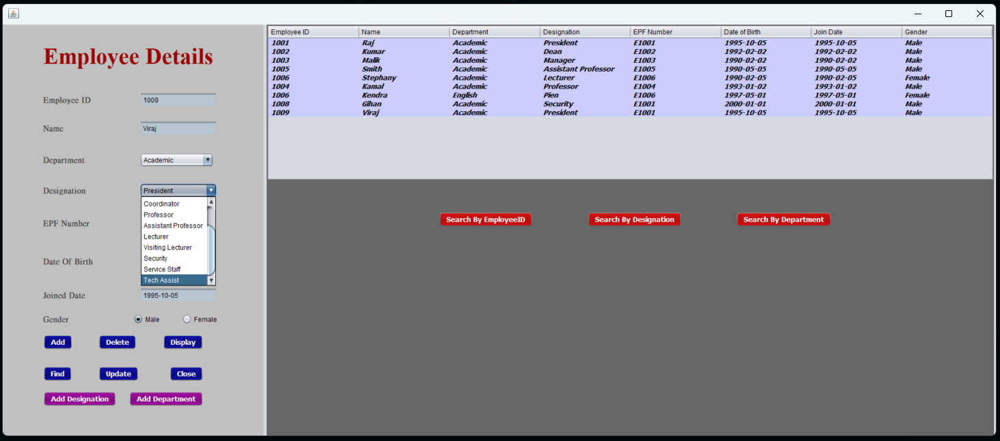 Employee Details
Employee ID 1009
Name Viraj
Department Academic
Designation President
Coordinator
Professor
Assistant Professor
Lecturer
Visiting Lecturer
Security
Service Staff
Tech Assist
EPF Number
Date Of Birth
Joined Date 1995-10-05
Gender Male Female
Add Delete Display
Find Update Close
Add Designation Add Department
Employee ID Name Department Designation EPF Number Date of Birth Join Date Gender
1001 Raj Academic President E1001 1995-10-05 1995-10-05 Male
1002 Kumar Academic Dean E1002 1992-02-02 1992-02-02 Male
1003 Malik Academic Manager E1003 1990-02-02 1990-02-02 Male
1005 Smith Academic Assistant Professor E1005 1990-05-05 1990-05-05 Male
1006 Stephany Academic Lecturer E1006 1990-02-05 1990-02-05 Female
1004 Kamal Academic Professor E1004 1993-01-02 1993-01-02 Male
1006 Kendra English Pien E1006 1997-05-01 1997-05-01 Female
1008 Gihan Academic Security E1001 2000-01-01 2000-01-01 Male
1009 Viraj Academic President E1001 1995-10-05 1995-10-05 Male
Search By EmployeeID Search By Designation Search By Department